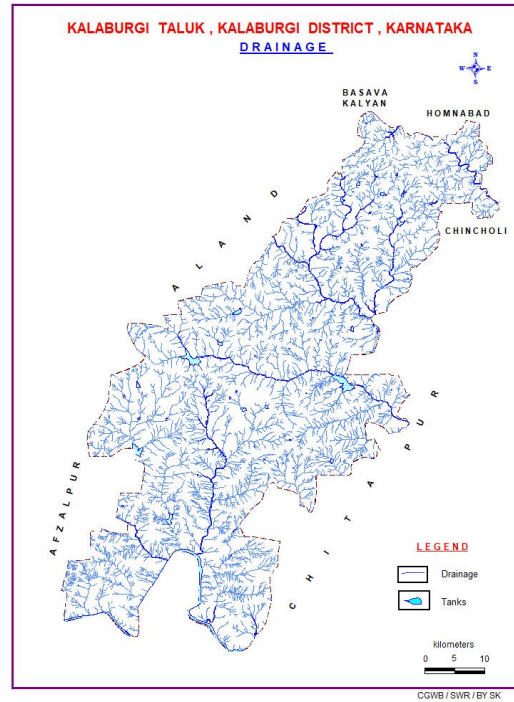 KALABURGI TALUK , KALABURGI DISTRICT , KARNATAKA
DRAINAGE
N
W E
S
BASAVA
KALYAN
HOMNABAD
CHINCHOLI
ALAND
AFZALPUR
CHITAPUR
LEGEND
Drainage
Tanks
kilometers
0 5 10
CGWB / SWR / BY SK